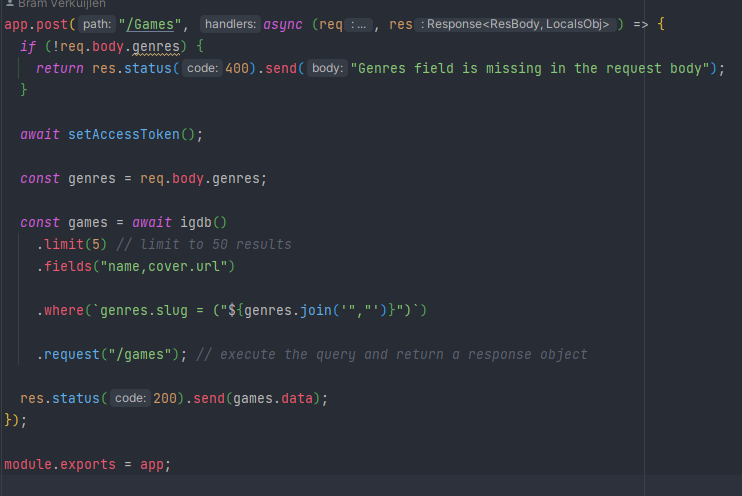 Bram Verkuijlen
app.post( path: "/Games", handlers: async (req : ... , res : Response<ResBody, LocalsObj> ) => {
if (!req.body.genres) {
return res.status( code: 400).send( body: "Genres field is missing in the request body");
}
await setAccessToken();
const genres = req.body.genres;
const games = await igdb()
.limit(5) // limit to 50 results
.fields("name,cover.url")
.where(`genres.slug = ("${genres.join('","')}")`)
.request("/games"); // execute the query and return a response object
res.status( code: 200).send(games.data);
});
module.exports = app;